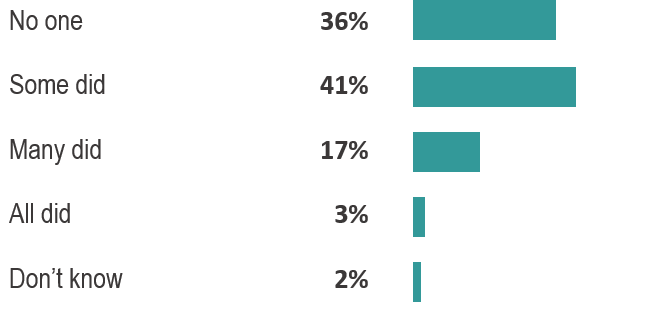 No one 36%
Some did 41%
Many did 17%
All did 3%
Don’t know 2%